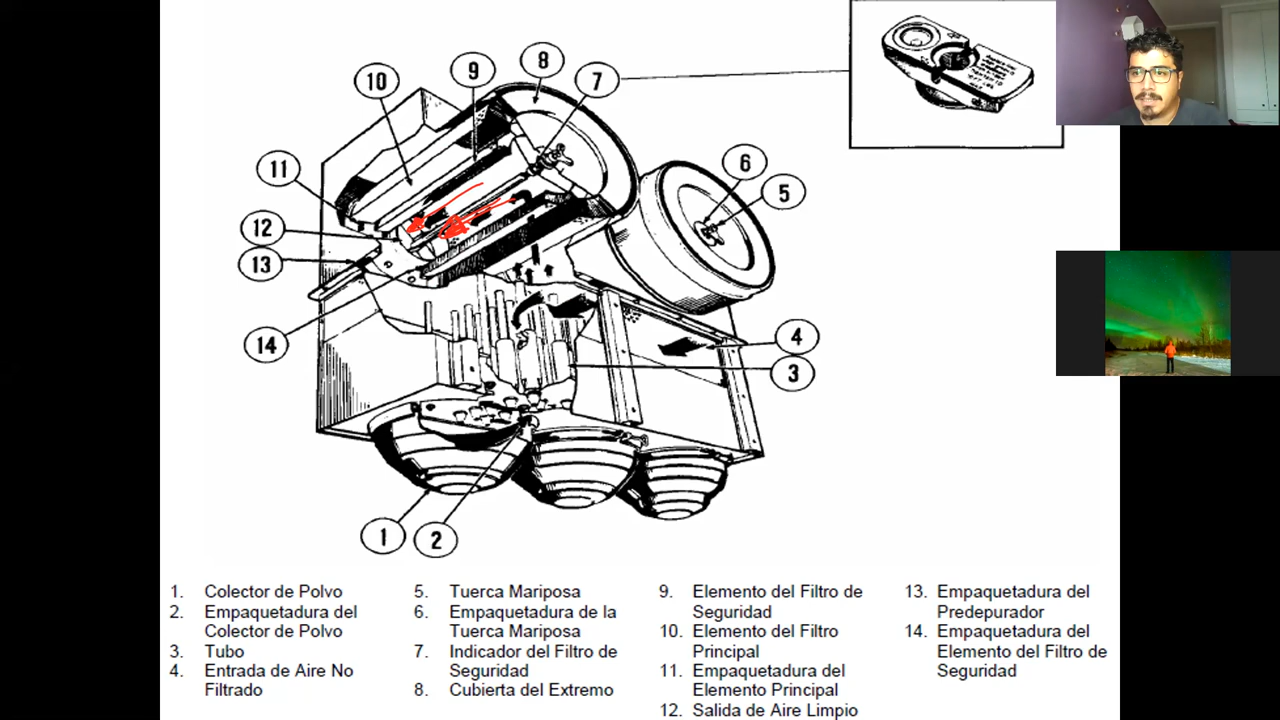 8
9
7
10
6
11
5
12
13
14
4
3
1
2
1. Colector de Polvo
2. Empaquetadura del
Colector de Polvo
3. Tubo
4. Entrada de Aire No
Filtrado
5. Tuerca Mariposa
6. Empaquetadura de la
Tuerca Mariposa
7. Indicador del Filtro de
Seguridad
8. Cubierta del Extremo
9. Elemento del Filtro de
Seguridad
10. Elemento del Filtro
Principal
11. Empaquetadura del
Elemento Principal
12. Salida de Aire Limpio
13. Empaquetadura del
Predepurador
14. Empaquetadura del
Elemento del Filtro de
Seguridad